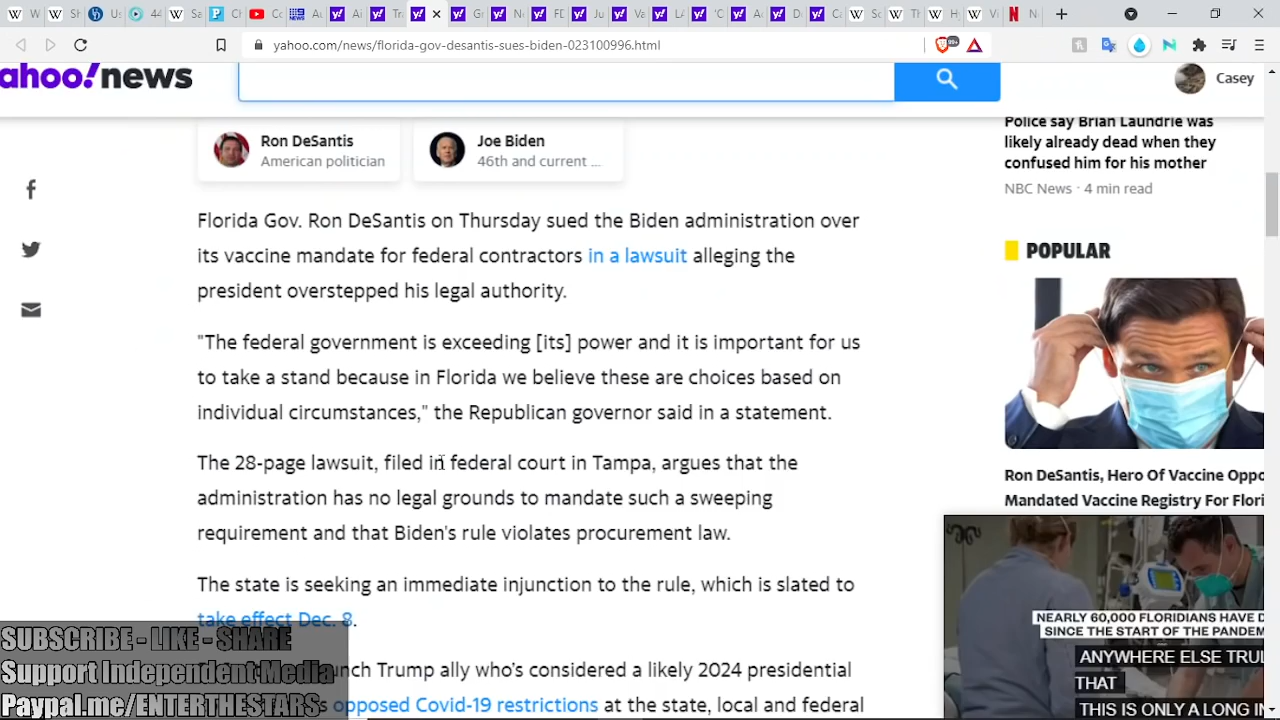 yahoo.com/news/florida-gov-desantis-sues-biden-023100996.html
99+
ahoo!news
Casey
Ron DeSantis
American politician
Joe Biden
46th and current ...
Police say Brian Laundrie was
likely already dead when they
confused him for his mother
NBC News · 4 min read
Florida Gov. Ron DeSantis on Thursday sued the Biden administration over
its vaccine mandate for federal contractors in a lawsuit alleging the
president overstepped his legal authority.
"The federal government is exceeding [its] power and it is important for us
to take a stand because in Florida we believe these are choices based on
individual circumstances," the Republican governor said in a statement.
The 28-page lawsuit, filed in federal court in Tampa, argues that the
administration has no legal grounds to mandate such a sweeping
requirement and that Biden's rule violates procurement law.
The state is seeking an immediate injunction to the rule, which is slated to
take effect Dec. 8.
nch Trump ally who's considered a likely 2024 presidential
opposed Covid-19 restrictions at the state, local and federal
POPULAR
Ron DeSantis, Hero Of Vaccine Oppo
Mandated Vaccine Registry For Flori
NEARLY 60,000 FLORIDIANS HAVE D
SINCE THE START OF THE PANDEM
ANYWHERE ELSE TRUL
THAT
THIS IS ONLY A LONG IN
SUBSCRIBE - LIKE - SHARE
Support Independent Media
Paypal.me/ENTERTHESTARS